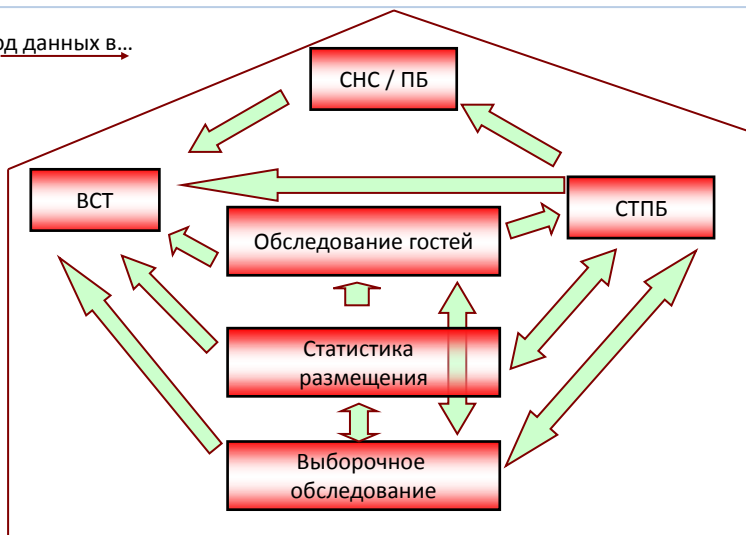 од данных в...
СНС / ПБ
ВСТ
СТПБ
Обследование гостей
Статистика
размещения
Выборочное
обследование